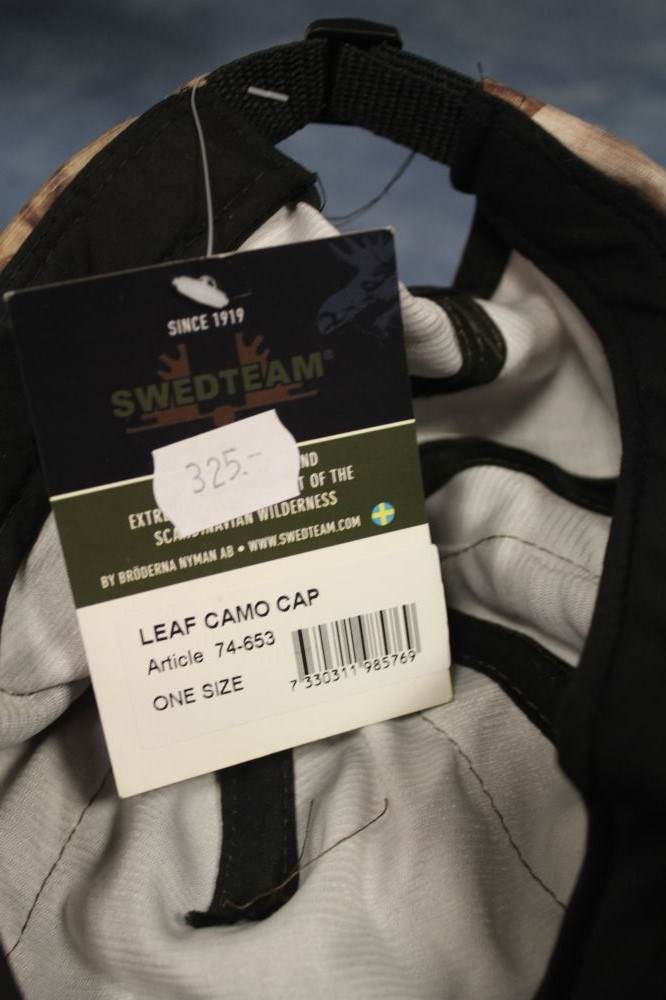 SINCE 1919
SWEDTEAM®
325.-
ND
T OF THE
SCANDINAVIAN WILDERNESS
BY BRÖDERNA NYMAN AB • WWW.SWEDTEAM.COM
LEAF CAMO CAP
Article 74-653
ONE SIZE
7 330311 985769